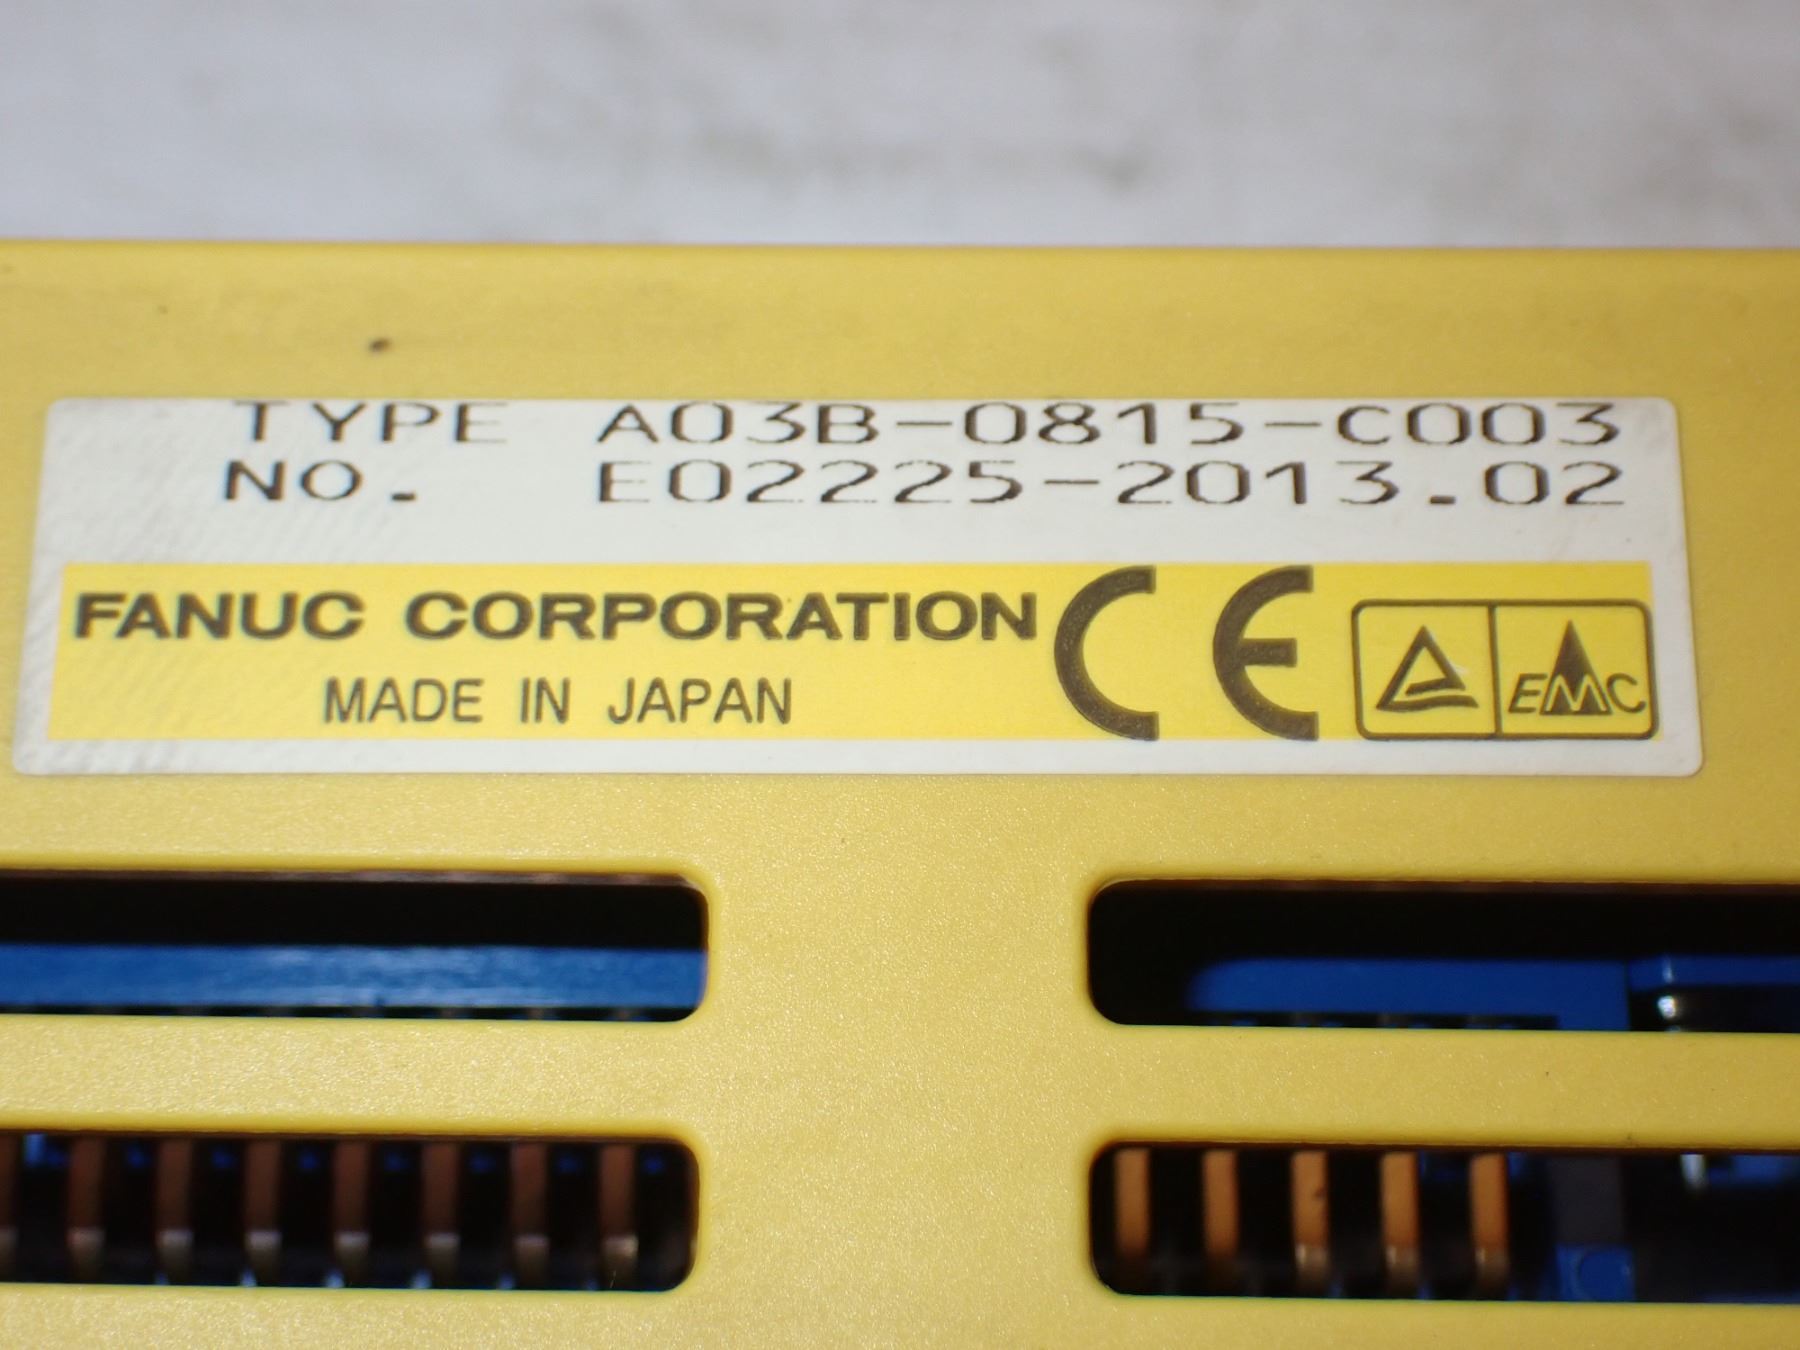 TYPE A03B-0815-C003
NO. E02225-2013.02
FANUC CORPORATION CE
MADE IN JAPAN EMC